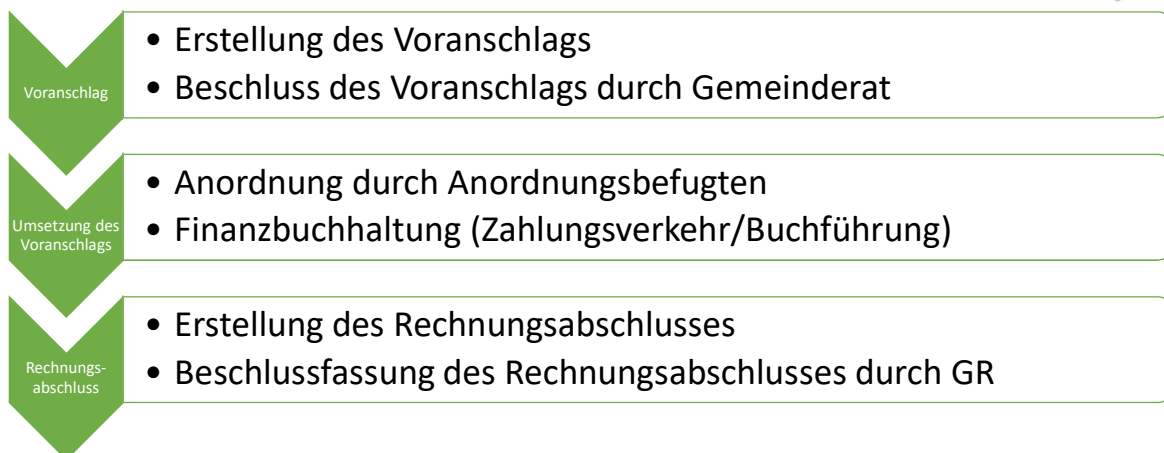 Voranschlag
• Erstellung des Voranschlags
• Beschluss des Voranschlags durch Gemeinderat
Umsetzung des
Voranschlags
• Anordnung durch Anordnungsbefugten
• Finanzbuchhaltung (Zahlungsverkehr/Buchführung)
Rechnungs-
abschluss
• Erstellung des Rechnungsabschlusses
• Beschlussfassung des Rechnungsabschlusses durch GR